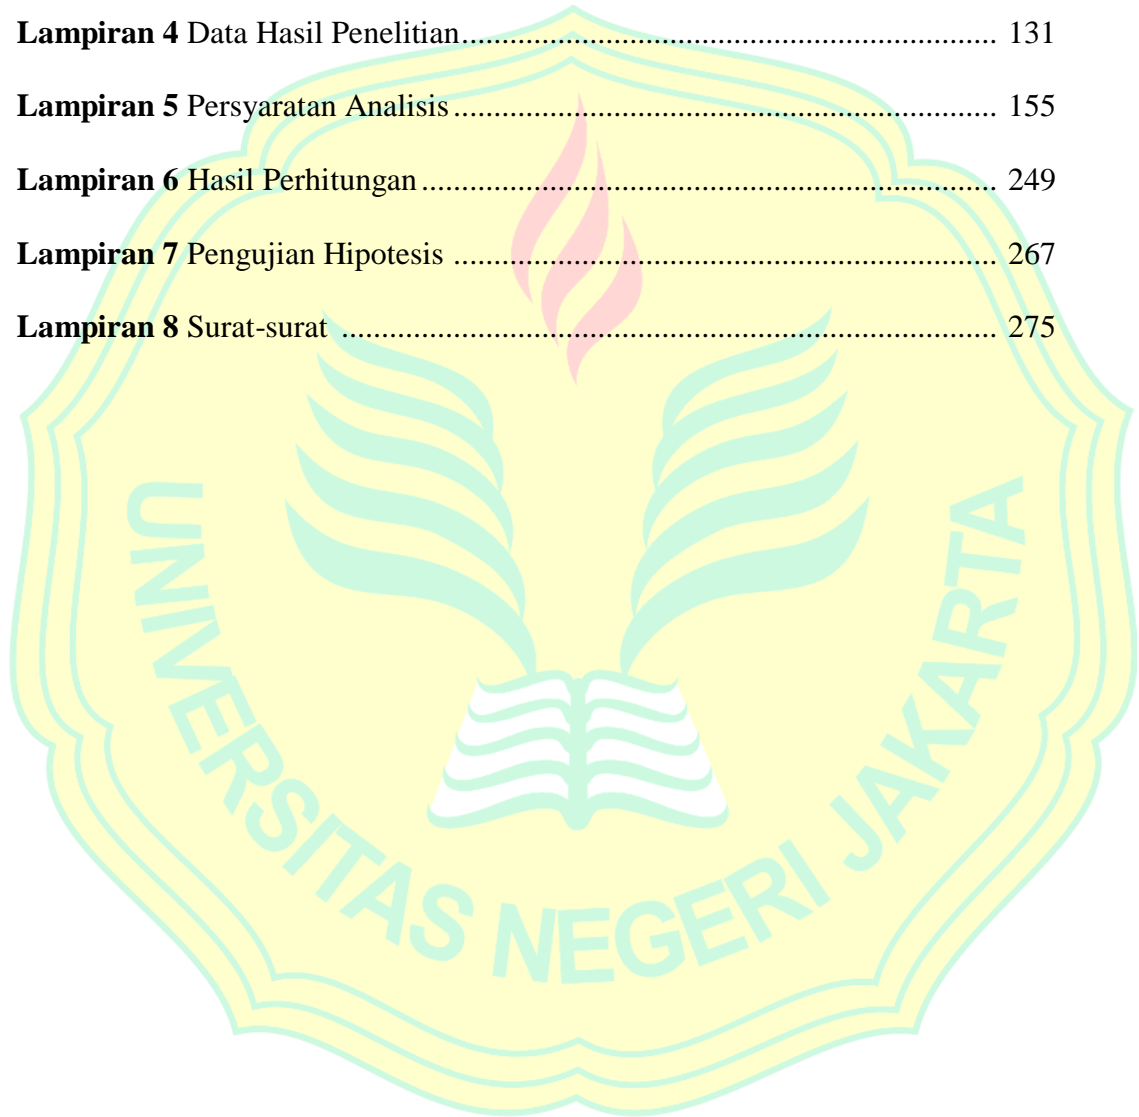 Lampiran 4 Data Hasil Penelitian.................................................................. 131
Lampiran 5 Persyaratan Analisis................................................................... 155
Lampiran 6 Hasil Perhitungan....................................................................... 249
Lampiran 7 Pengujian Hipotesis ................................................................... 267
Lampiran 8 Surat-surat ................................................................................. 275
UNIVERSITAS NEGERI JAKARTA